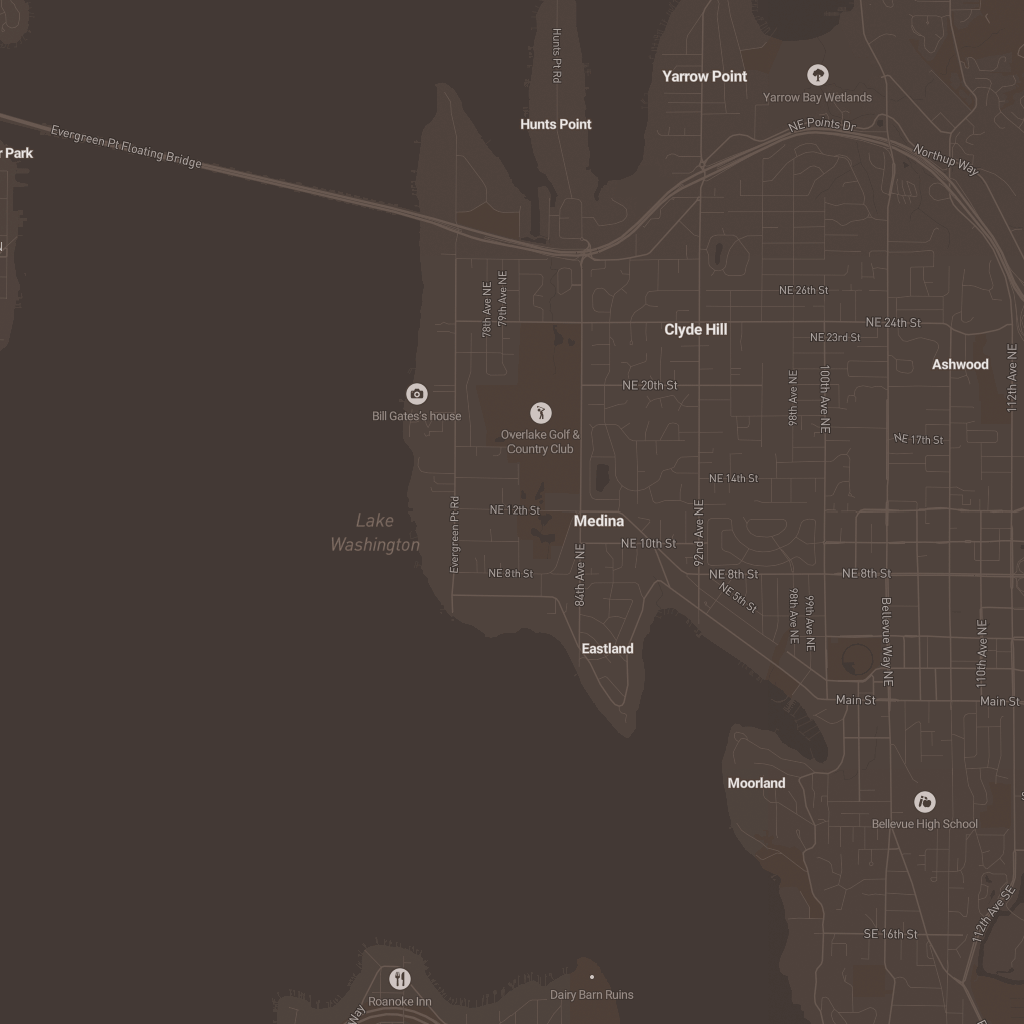 Hunts Pt Rd
Yarrow Point
Yarrow Bay Wetlands
Hunts Point
NE Points Dr
Evergreen Pt Floating Bridge
r Park
Northup Way
78th Ave NE
79th Ave NE
NE 26th St
NE 24th St
Clyde Hill
NE 23rd St
Ashwood
112th Ave NE
NE 20th St
98th Ave NE
100th Ave NE
Bill Gates's house
Overlake Golf &
Country Club
NE 17th St
NE 14th St
Evergreen Pt Rd
NE 12th St
Medina
92nd Ave NE
Lake
Washington
NE 10th St
84th Ave NE
NE 8th St
NE 8th St
NE 8th St
NE 5th St
98th Ave NE
99th Ave NE
Bellevue Way NE
110th Ave NE
Eastland
Main St
Main St
Moorland
Bellevue High School
112th Ave SE
SE 16th St
Roanoke Inn
Dairy Barn Ruins
Way